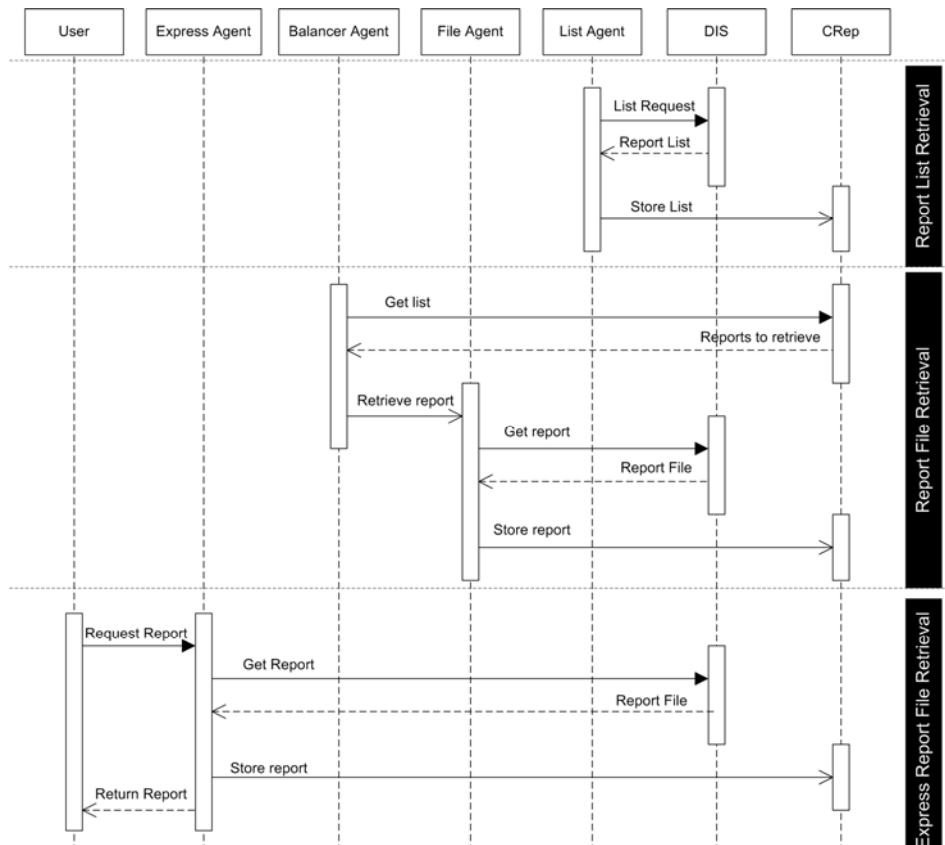 User
Express Agent
Balancer Agent
File Agent
List Agent
DIS
CRep
List Request
Report List
Store List
Report List Retrieval
Get list
Reports to retrieve
Retrieve report
Get report
Report File
Store report
Report File Retrieval
Request Report
Get Report
Report File
Store report
Return Report
Express Report File Retrieval